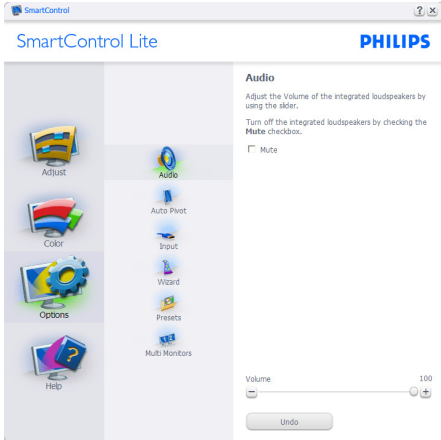 SmartControl
SmartControl Lite
PHILIPS
Adjust
Color
Options
Help
Audio
Auto Pivot
Input
Wizard
Presets
Multi Monitors
Audio
Adjust the Volume of the integrated loudspeakers by
using the slider.
Turn off the integrated loudspeakers by checking the
Mute checkbox.
Mute
Volume 100
Undo